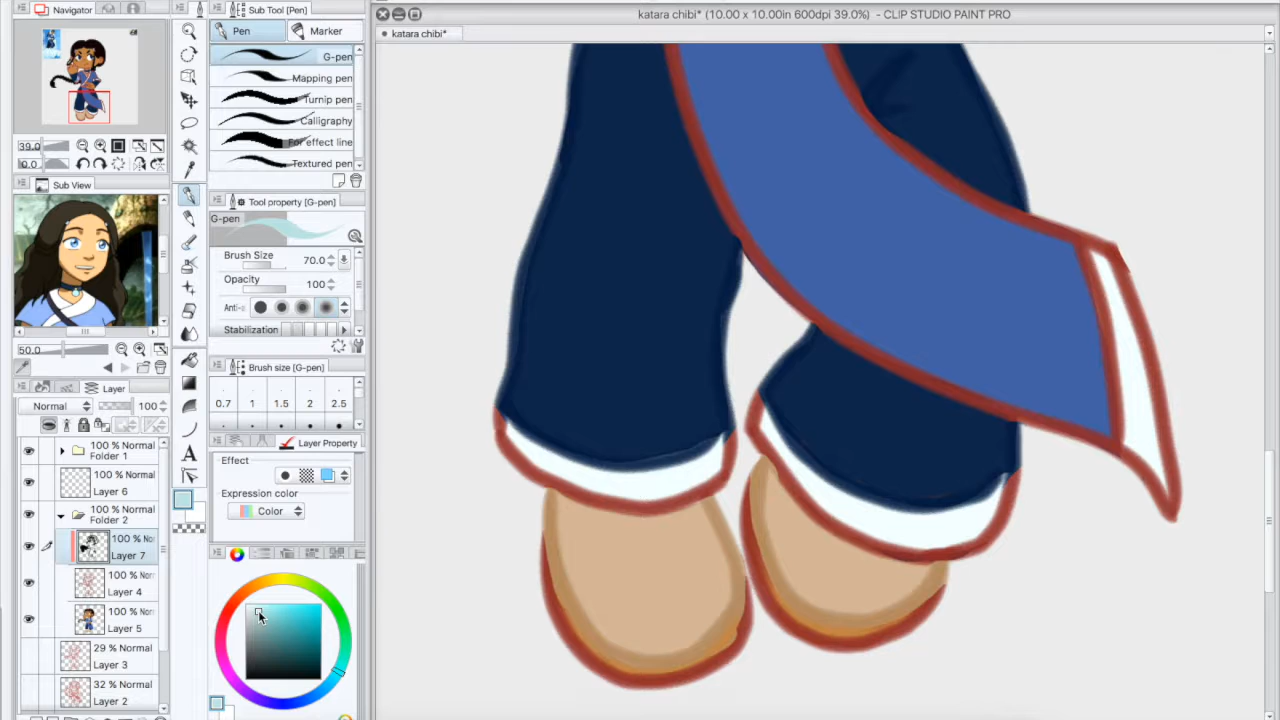 Navigator
Sub Tool [Pen]
katara chibi* (10.00 x 10.00in 600dpi 39.0%) - CLIP STUDIO PAINT PRO
Pen
Marker
katara chibi*
G-pen
Mapping pen
Turnip pen
Calligraphy
For effect line
Textured pen
39.0
0.0
Sub View
Tool property [G-pen]
G-pen
Brush Size
70.0
Opacity
100
Anti-
Stabilization
50.0
Brush size [G-pen]
Layer
0.7
1
1.5
2
2.5
Normal
100
Layer Property
100 % Normal
Folder 1
Effect
100 % Normal
Layer 6
Expression color
Color
100 % Normal
Folder 2
100 % Nor
Layer 7
100 % Nor
Layer 4
100 % Nor
Layer 5
29 % Normal
Layer 3
32 % Normal
Layer 2